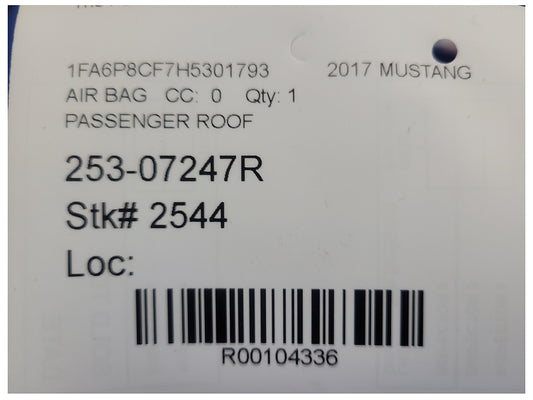 1FA6P8CF7H5301793 2017 MUSTANG
AIR BAG CC: 0 Qty: 1
PASSENGER ROOF
253-07247R
Stk# 2544
Loc:
R00104336